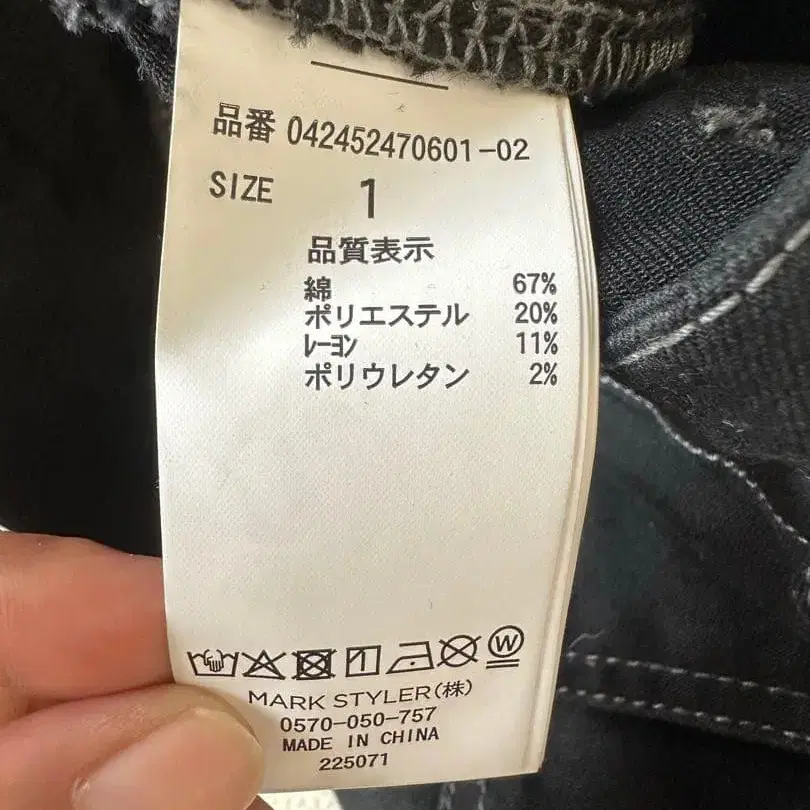 品番 042452470601-02
SIZE 1
品質表示
綿 67%
ポリエステル 20%
ﾚｰﾖﾝ 11%
ポリウレタン 2%
W
MARK STYLER(株)
0570-050-757
MADE IN CHINA
225071